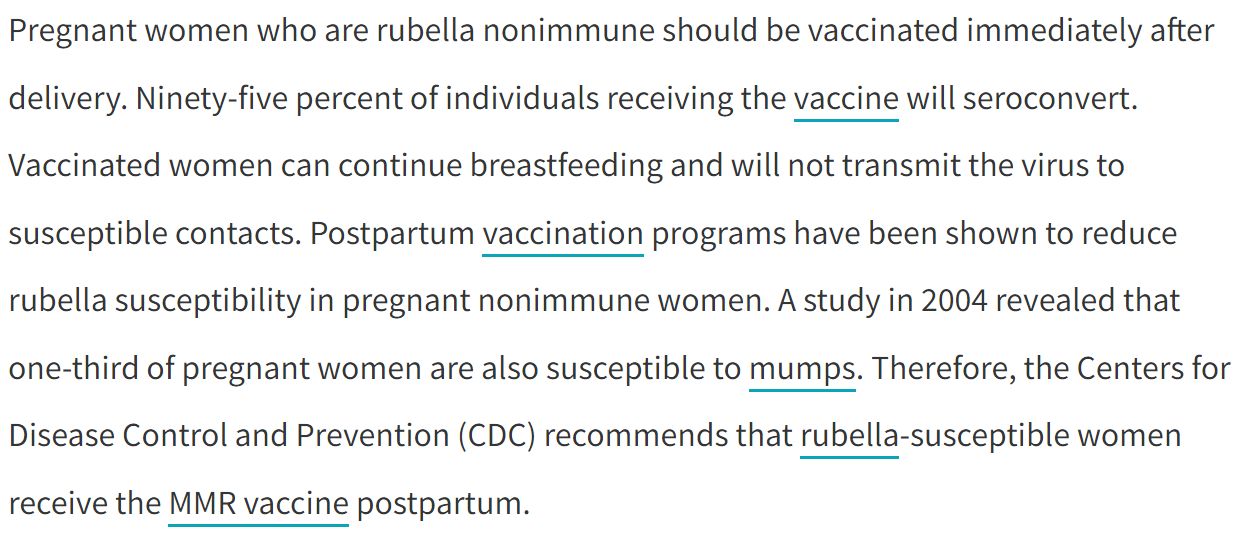 Pregnant women who are rubella nonimmune should be vaccinated immediately after
delivery. Ninety-five percent of individuals receiving the vaccine will seroconvert.
Vaccinated women can continue breastfeeding and will not transmit the virus to
susceptible contacts. Postpartum vaccination programs have been shown to reduce
rubella susceptibility in pregnant nonimmune women. A study in 2004 revealed that
one-third of pregnant women are also susceptible to mumps. Therefore, the Centers for
Disease Control and Prevention (CDC) recommends that rubella-susceptible women
receive the MMR vaccine postpartum.